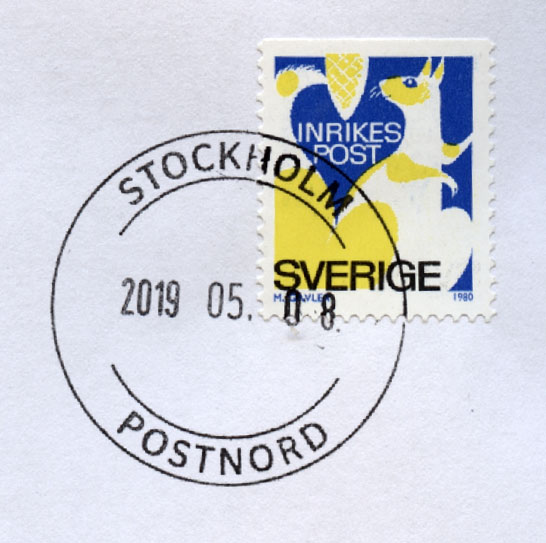 INRIKES
POST
SVERIGE
1980
STOCKHOLM
2019 05. 08.
POSTNORD